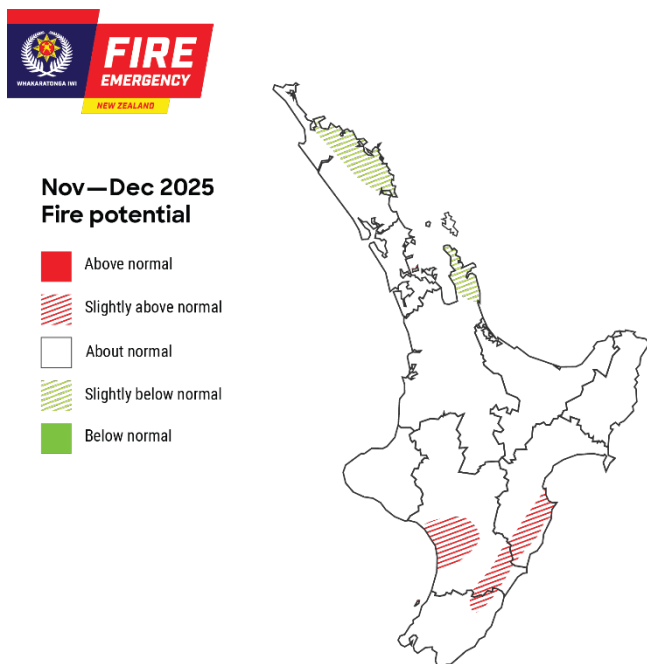 FIRE
EMERGENCY
WHAKARATONGA IWI
NEW ZEALAND
Nov—Dec 2025
Fire potential
Above normal
Slightly above normal
About normal
Slightly below normal
Below normal